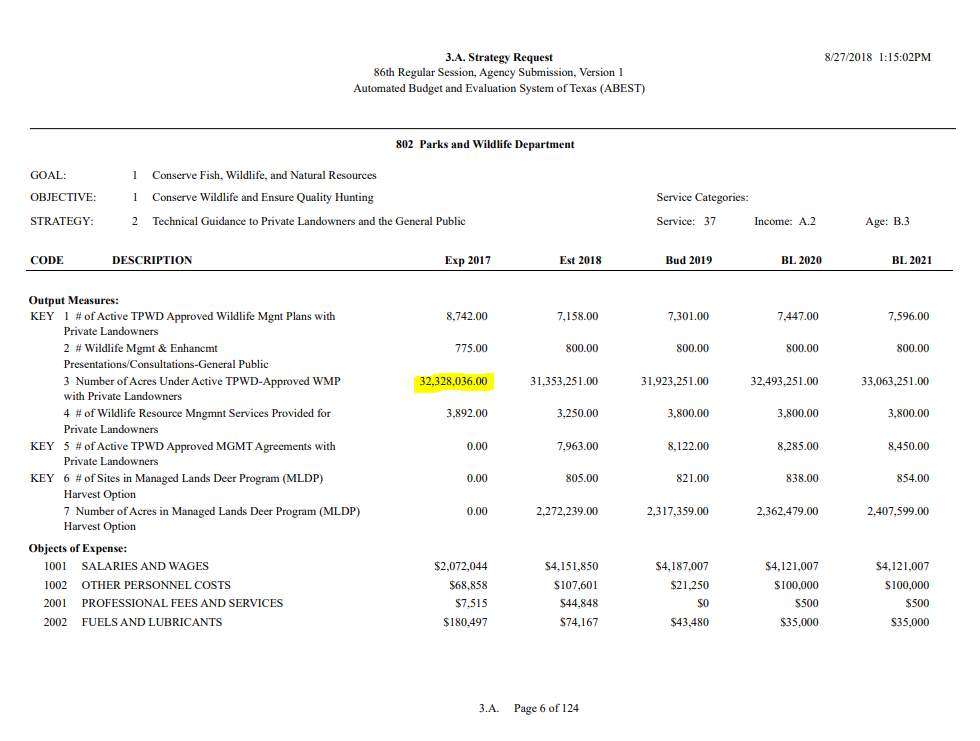 3.A. Strategy Request 8/27/2018 1:15:02PM
86th Regular Session, Agency Submission, Version 1
Automated Budget and Evaluation System of Texas (ABEST)
802 Parks and Wildlife Department
GOAL: 1 Conserve Fish, Wildlife, and Natural Resources
OBJECTIVE: 1 Conserve Wildlife and Ensure Quality Hunting Service Categories:
STRATEGY: 2 Technical Guidance to Private Landowners and the General Public Service: 37 Income: A.2 Age: B.3
CODE DESCRIPTION Exp 2017 Est 2018 Bud 2019 BL 2020 BL 2021
Output Measures:
KEY 1 # of Active TPWD Approved Wildlife Mgnt Plans with 8,742.00 7,158.00 7,301.00 7,447.00 7,596.00
Private Landowners
2 # Wildlife Mgmt & Enhancmt 775.00 800.00 800.00 800.00 800.00
Presentations/Consultations-General Public
3 Number of Acres Under Active TPWD-Approved WMP 32,328,036.00 31,353,251.00 31,923,251.00 32,493,251.00 33,063,251.00
with Private Landowners
4 # of Wildlife Resource Mngmnt Services Provided for 3,892.00 3,250.00 3,800.00 3,800.00 3,800.00
Private Landowners
KEY 5 # of Active TPWD Approved MGMT Agreements with 0.00 7,963.00 8,122.00 8,285.00 8,450.00
Private Landowners
KEY 6 # of Sites in Managed Lands Deer Program (MLDP) 0.00 805.00 821.00 838.00 854.00
Harvest Option
7 Number of Acres in Managed Lands Deer Program (MLDP) 0.00 2,272,239.00 2,317,359.00 2,362,479.00 2,407,599.00
Harvest Option
Objects of Expense:
1001 SALARIES AND WAGES $2,072,044 $4,151,850 $4,187,007 $4,121,007 $4,121,007
1002 OTHER PERSONNEL COSTS $68,858 $107,601 $21,250 $100,000 $100,000
2001 PROFESSIONAL FEES AND SERVICES $7,515 $44,848 $0 $500 $500
2002 FUELS AND LUBRICANTS $180,497 $74,167 $43,480 $35,000 $35,000
3.A. Page 6 of 124